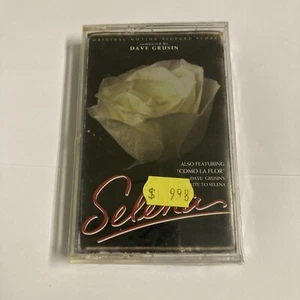 ORIGINAL MOTION PICTURE SCORE
composed by
DAVE GRUSIN
ALSO FEATURING
"COMO LA FLOR"
DAVE GRUSIN'S
TO SELENA
$ 998
Selena